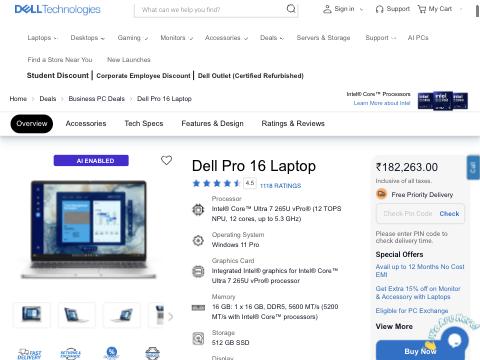 DELLTechnologies
What can we help you find?
Sign in
Support
My Cart
Laptops
Desktops
Gaming
Monitors
Accessories
Deals
Servers & Storage
Support
AI PCs
Find a Store Near You
New Launches
Student Discount | Corporate Employee Discount | Dell Outlet (Certified Refurbished)
Home > Deals > Business PC Deals > Dell Pro 16 Laptop
Intel® Core™ Processors
Learn More about Intel
Overview
Accessories
Tech Specs
Features & Design
Ratings & Reviews
AI ENABLED
Dell Pro 16 Laptop
4.5
1118 RATINGS
Processor
Intel® Core™ Ultra 7 265U vPro® (12 TOPS
NPU, 12 cores, up to 5.3 GHz)
Operating System
Windows 11 Pro
Graphics Card
Integrated Intel® graphics for Intel® Core™
Ultra 7 265U vPro® processor
Memory
16 GB: 1 x 16 GB, DDR5, 5600 MT/s (5200
MT/s with Intel® Core™ processors)
Storage
512 GB SSD
Display
FAST
DELIVERY
₹182,263.00
Inclusive of all taxes.
Free Priority Delivery
Check Pin Code
Check
Please enter PIN code to
check delivery time.
Special Offers
Avail up to 12 Months No Cost
EMI
Get Extra 15% off on Monitor
& Accessory with Laptops
Eligible for PC Exchange
View More
Buy Now